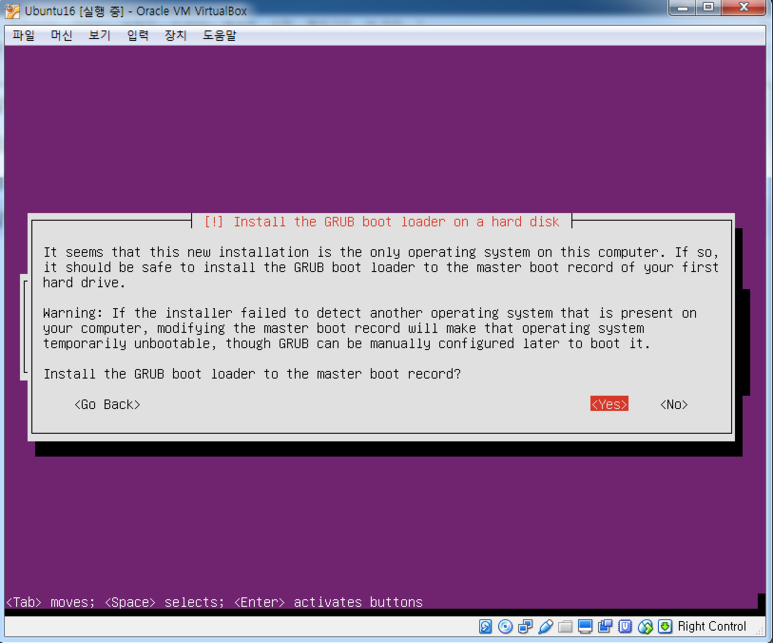 Ubuntu16 [실행 중] - Oracle VM VirtualBox
파일 머신 보기 입력 장치 도움말
[!] Install the GRUB boot loader on a hard disk
It seems that this new installation is the only operating system on this computer. If so,
it should be safe to install the GRUB boot loader to the master boot record of your first
hard drive.
Warning: If the installer failed to detect another operating system that is present on
your computer, modifying the master boot record will make that operating system
temporarily unbootable, though GRUB can be manually configured later to boot it.
Install the GRUB boot loader to the master boot record?
<Go Back> <Yes> <No>
<Tab> moves; <Space> selects; <Enter> activates buttons
Right Control